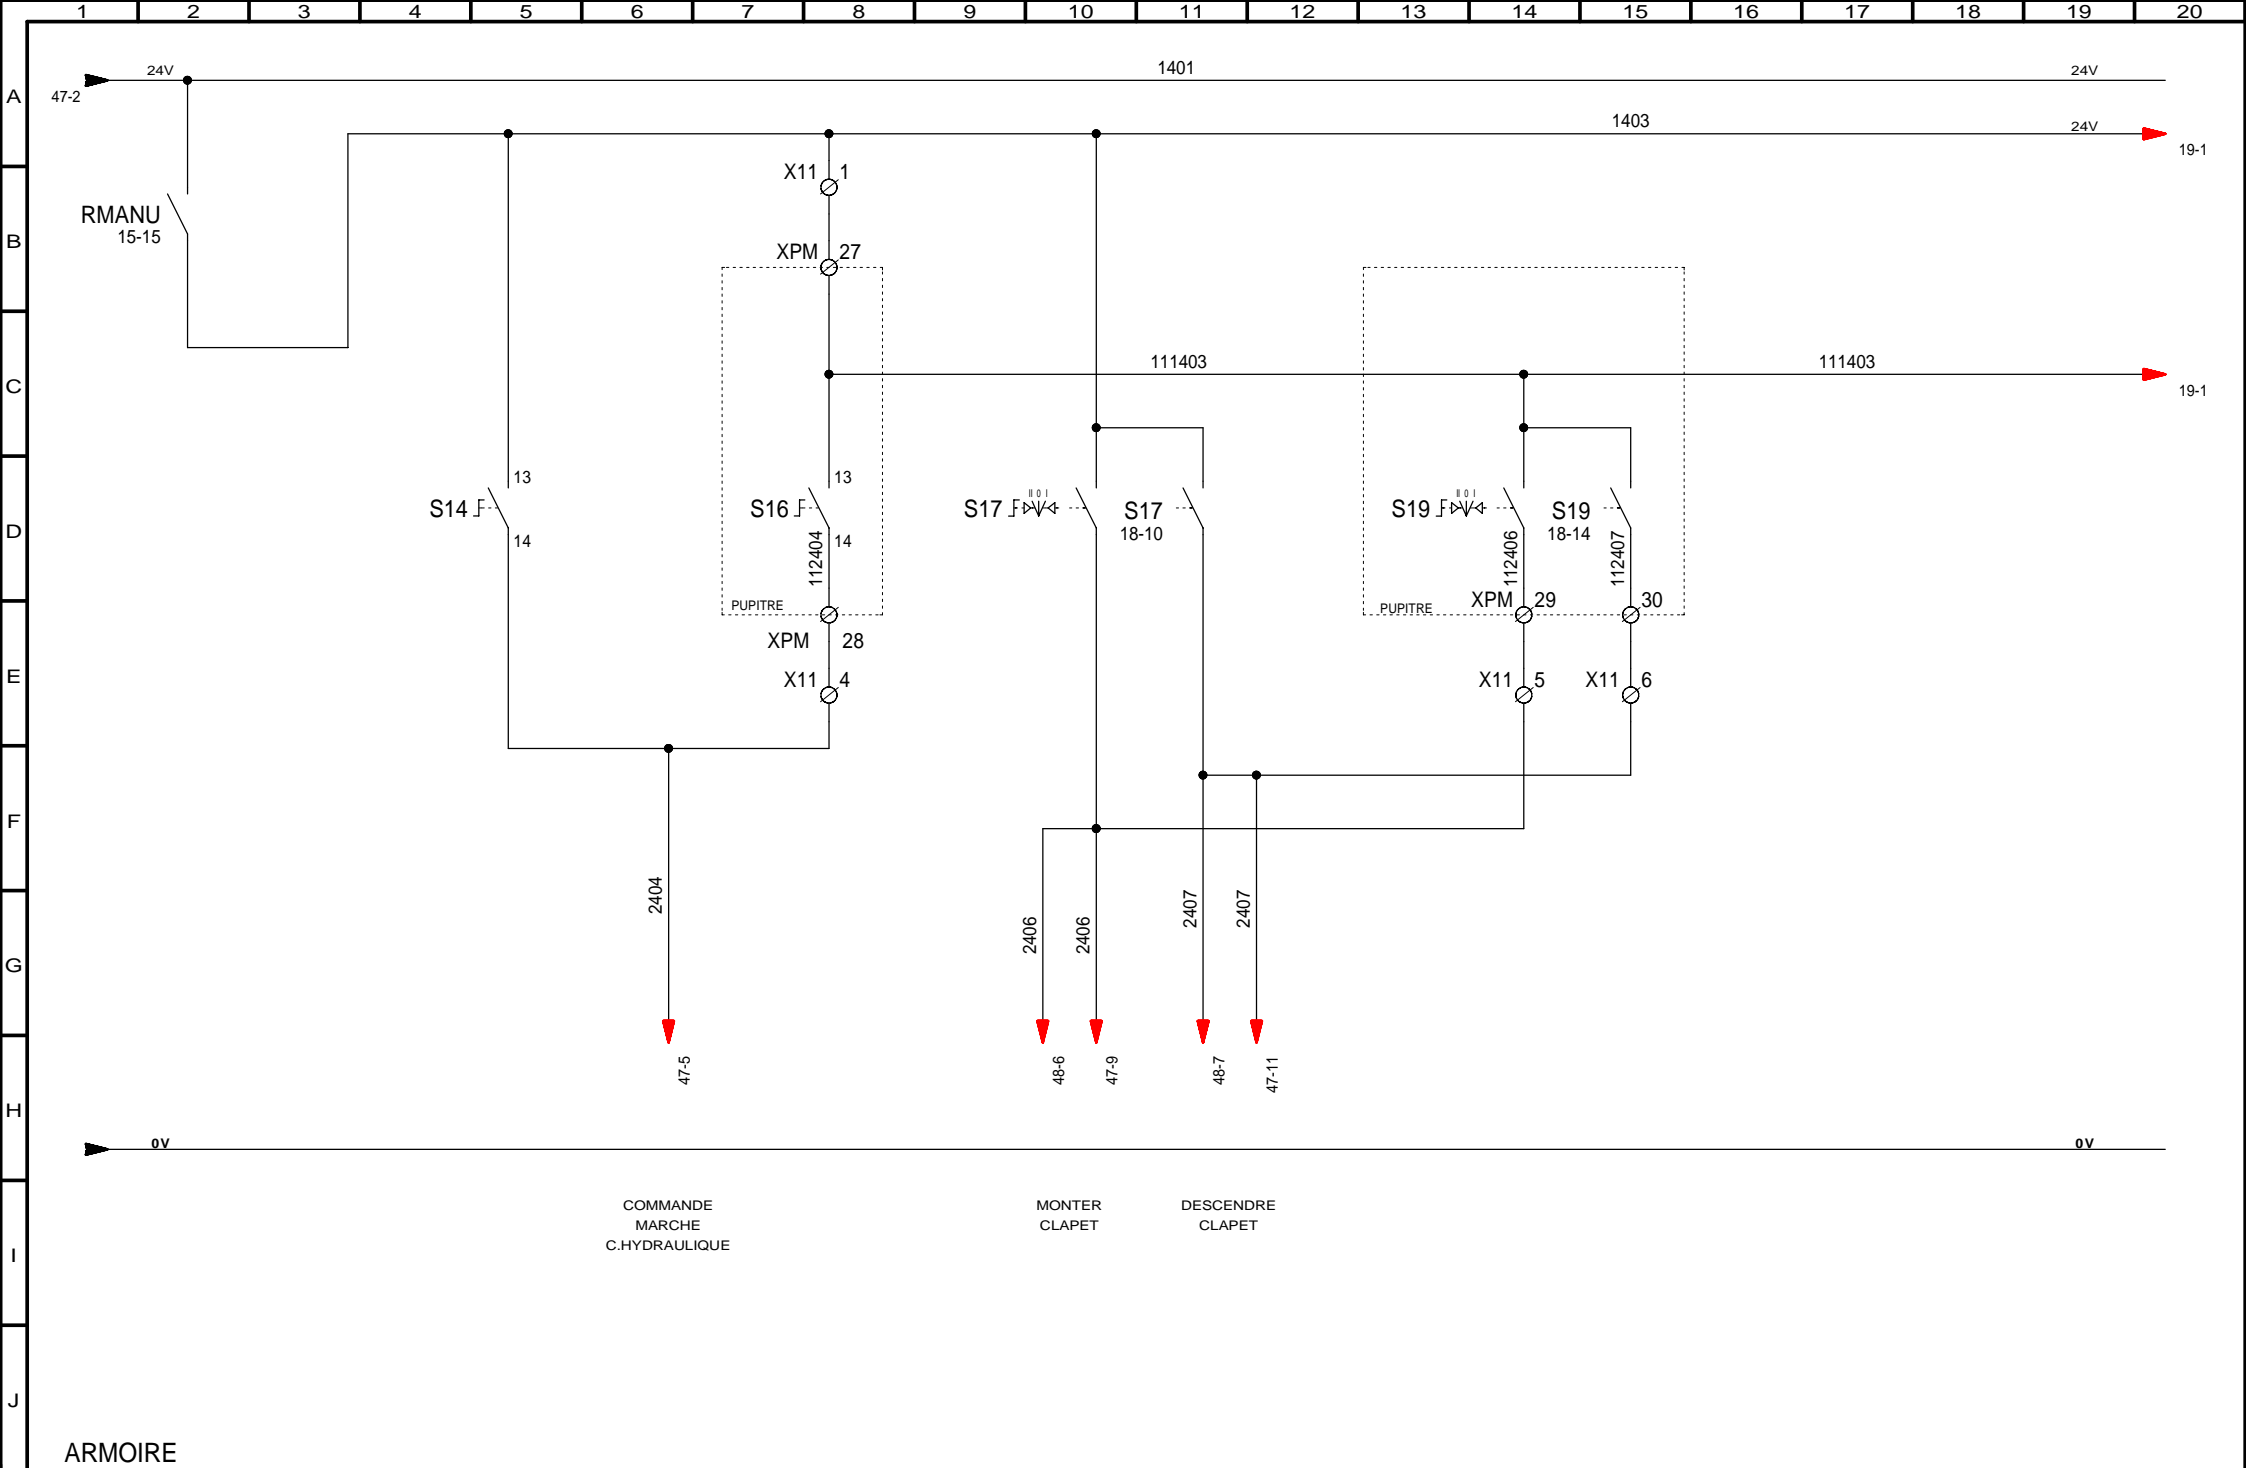 1 2 3 4 5 6 7 8 9 10 11 12 13 14 15 16 17 18 19 20
24V 1401 24V
A 47-2
1403 24V
19-1
X11 1
RMANU
15-15
B
XPM 27
111403 111403
C
19-1
13 13
S14 S16 S17 II 0 I S17 S19 II 0 I S19
18-10 18-14
D
14 14
112404 112406 112407
PUPITRE PUPITRE XPM 29 30
XPM 28
E
X11 4 X11 5 X11 6
F
2404 2406 2406 2407 2407
G
47-5 48-6 47-9 48-7 47-11
H
0V 0V
COMMANDE MONTER DESCENDRE
MARCHE CLAPET CLAPET
C.HYDRAULIQUE
I
J
ARMOIRE